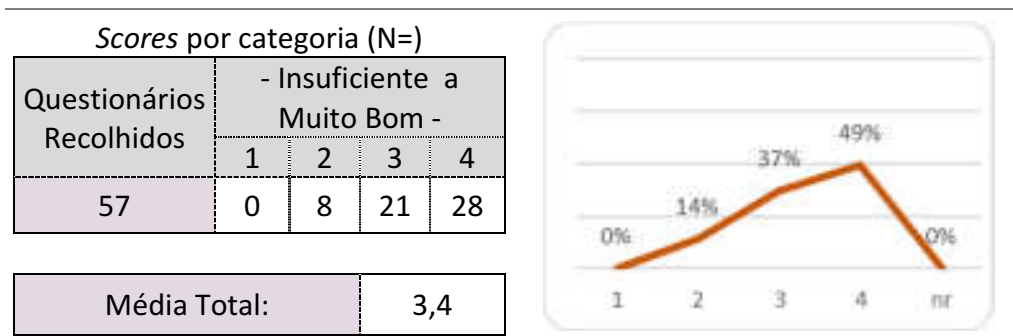 Scores por categoria (N=)
Questionários
Recolhidos
- Insuficiente a
Muito Bom -
1 2 3 4
57 0 8 21 28
Média Total: 3,4
49%
37%
14%
0% 0%
1 2 3 4 nr